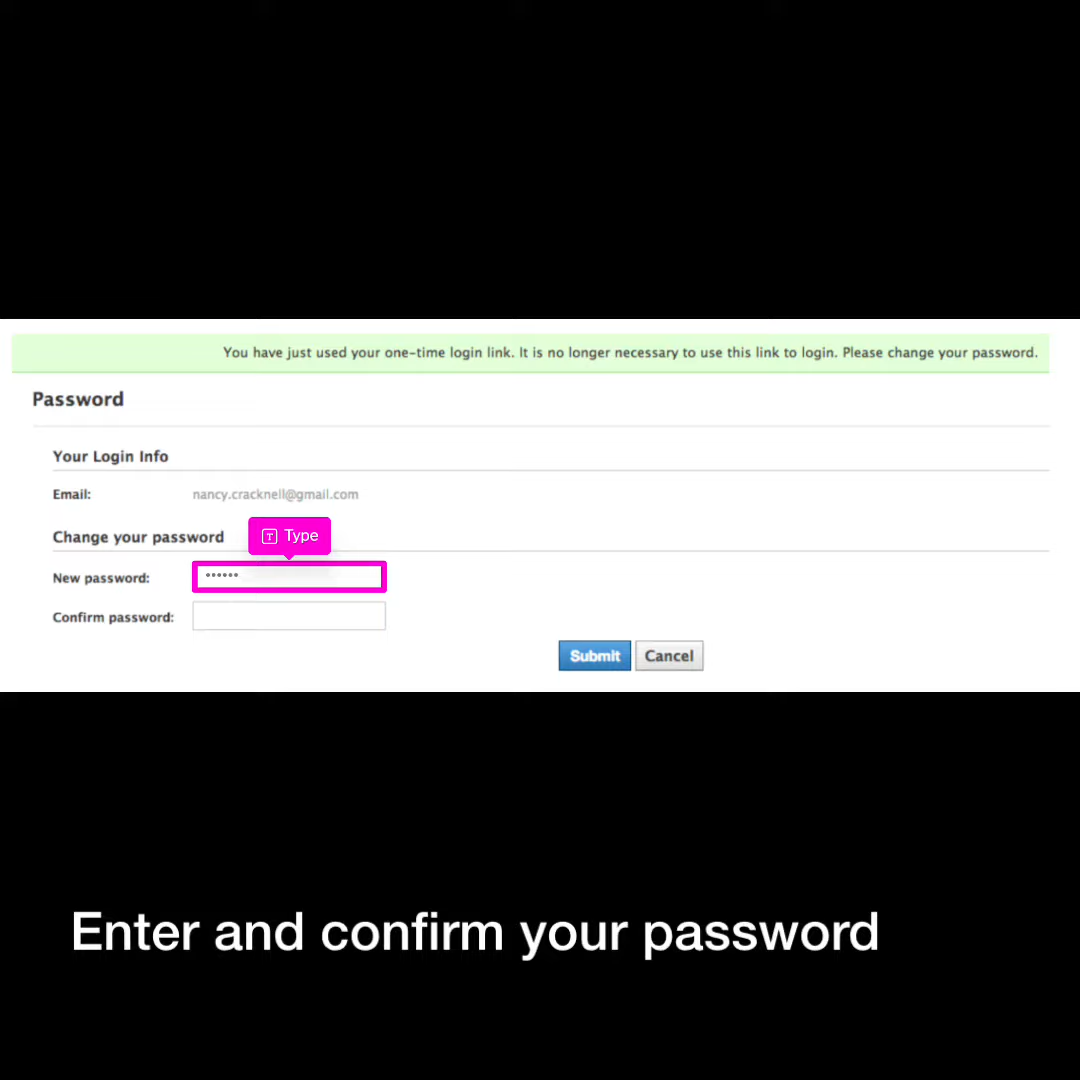 You have just used your one-time login link. It is no longer necessary to use this link to login. Please change your password.
Password
Your Login Info
Email: nancy.cracknell@gmail.com
Change your password
Type
New password: ••••••
Confirm password:
Submit Cancel
Enter and confirm your password